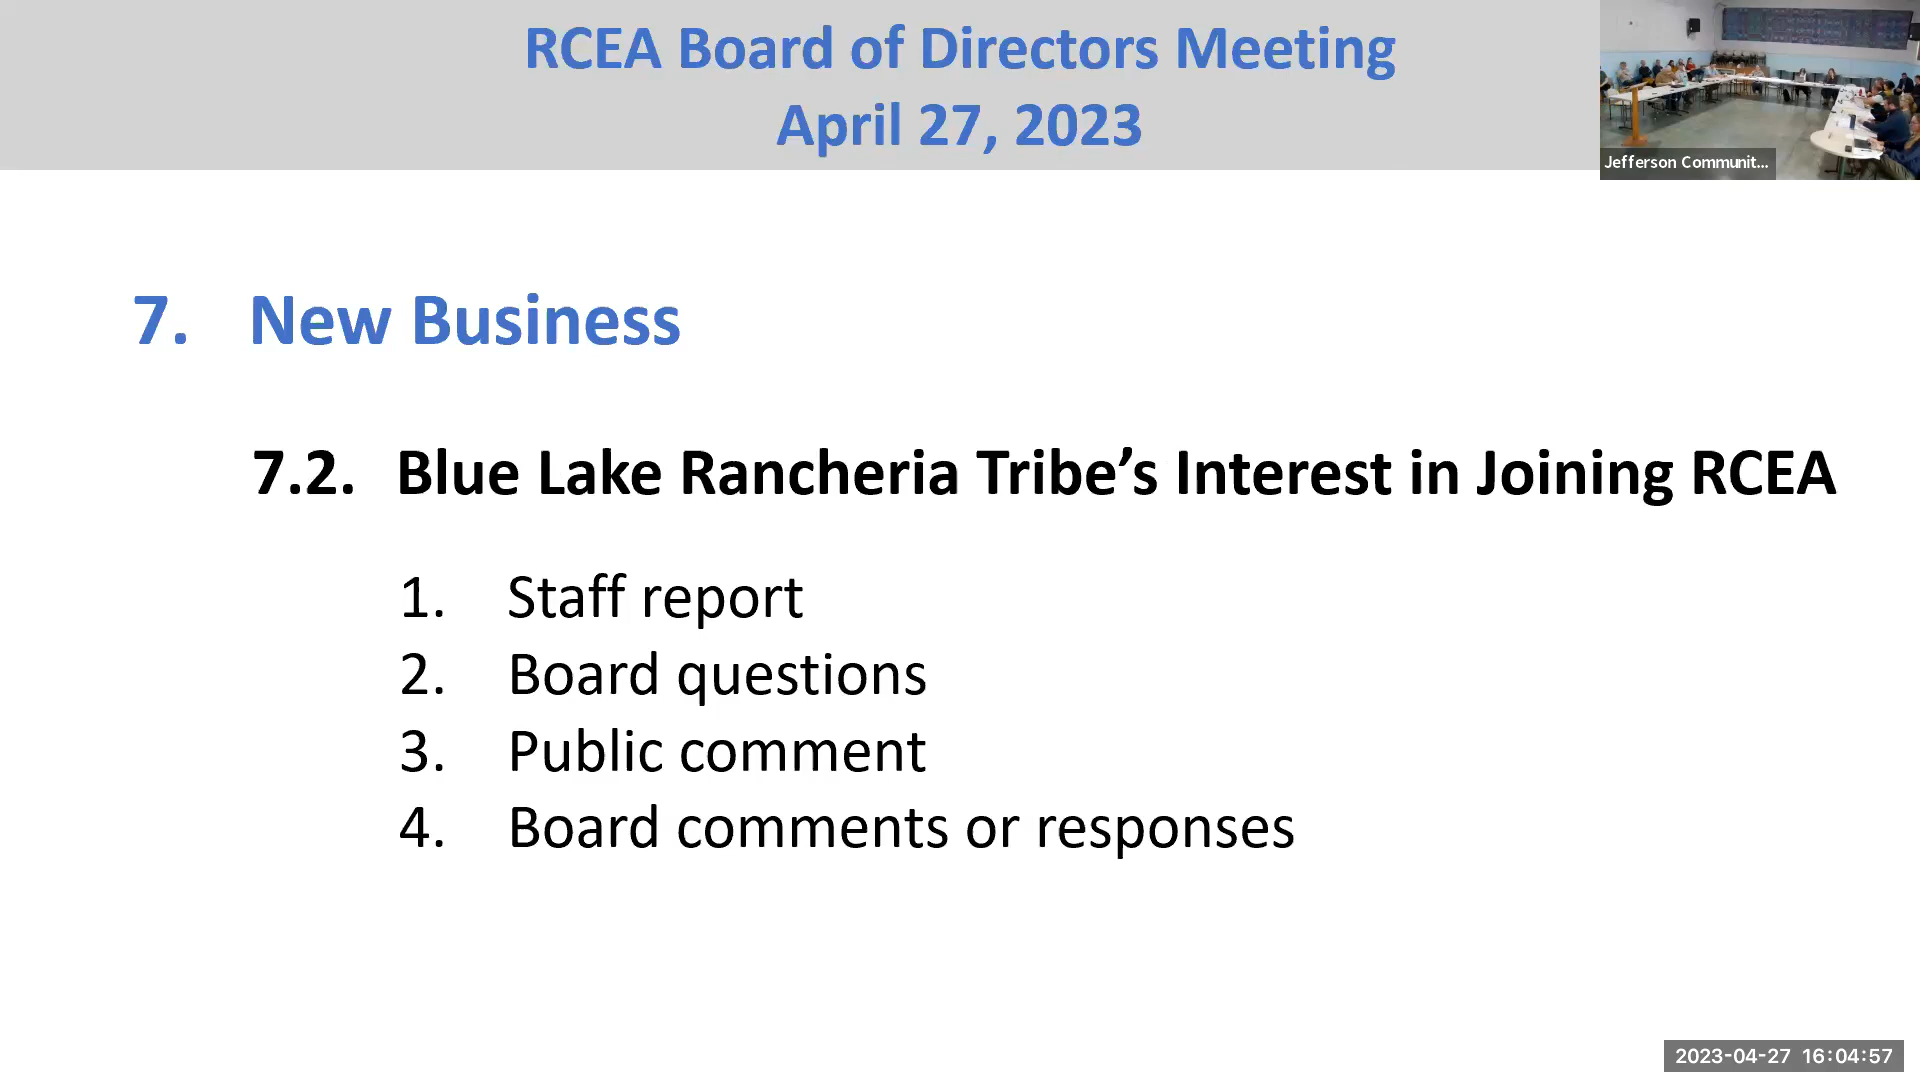 RCEA Board of Directors Meeting
April 27, 2023
Jefferson Communit...
7. New Business
7.2. Blue Lake Rancheria Tribe’s Interest in Joining RCEA
1. Staff report
2. Board questions
3. Public comment
4. Board comments or responses
2023-04-27 16:04:57